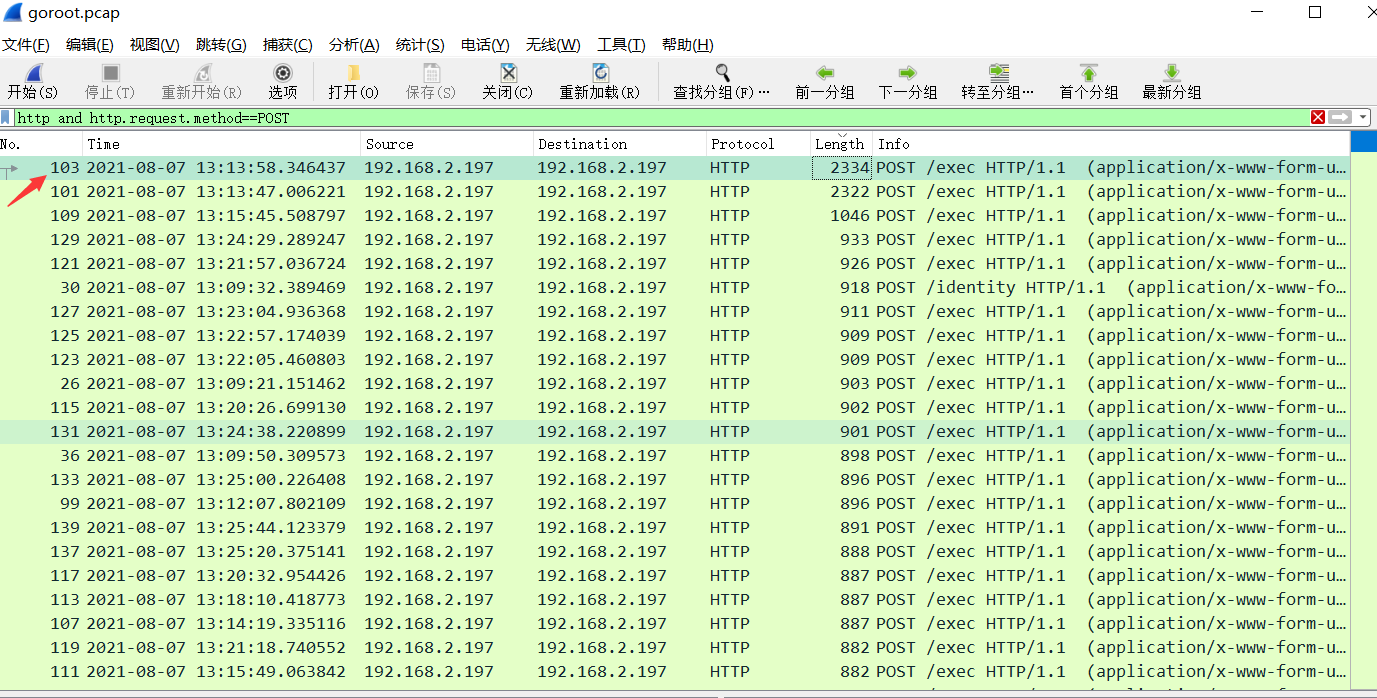 goroot.pcap
文件(F) 编辑(E) 视图(V) 跳转(G) 捕获(C) 分析(A) 统计(S) 电话(Y) 无线(W) 工具(T) 帮助(H)
开始(S) 停止(T) 重新开始(R) 选项 打开(O) 保存(S) 关闭(C) 重新加载(R) 查找分组(F)… 前一分组 下一分组 转至分组… 首个分组 最新分组
http and http.request.method==POST
No. Time Source Destination Protocol Length Info
103 2021-08-07 13:13:58.346437 192.168.2.197 192.168.2.197 HTTP 2334 POST /exec HTTP/1.1 (application/x-www-form-u…
101 2021-08-07 13:13:47.006221 192.168.2.197 192.168.2.197 HTTP 2322 POST /exec HTTP/1.1 (application/x-www-form-u…
109 2021-08-07 13:15:45.508797 192.168.2.197 192.168.2.197 HTTP 1046 POST /exec HTTP/1.1 (application/x-www-form-u…
129 2021-08-07 13:24:29.289247 192.168.2.197 192.168.2.197 HTTP 933 POST /exec HTTP/1.1 (application/x-www-form-u…
121 2021-08-07 13:21:57.036724 192.168.2.197 192.168.2.197 HTTP 926 POST /exec HTTP/1.1 (application/x-www-form-u…
30 2021-08-07 13:09:32.389469 192.168.2.197 192.168.2.197 HTTP 918 POST /identity HTTP/1.1 (application/x-www-fo…
127 2021-08-07 13:23:04.936368 192.168.2.197 192.168.2.197 HTTP 911 POST /exec HTTP/1.1 (application/x-www-form-u…
125 2021-08-07 13:22:57.174039 192.168.2.197 192.168.2.197 HTTP 909 POST /exec HTTP/1.1 (application/x-www-form-u…
123 2021-08-07 13:22:05.460803 192.168.2.197 192.168.2.197 HTTP 909 POST /exec HTTP/1.1 (application/x-www-form-u…
26 2021-08-07 13:09:21.151462 192.168.2.197 192.168.2.197 HTTP 903 POST /exec HTTP/1.1 (application/x-www-form-u…
115 2021-08-07 13:20:26.699130 192.168.2.197 192.168.2.197 HTTP 902 POST /exec HTTP/1.1 (application/x-www-form-u…
131 2021-08-07 13:24:38.220899 192.168.2.197 192.168.2.197 HTTP 901 POST /exec HTTP/1.1 (application/x-www-form-u…
36 2021-08-07 13:09:50.309573 192.168.2.197 192.168.2.197 HTTP 898 POST /exec HTTP/1.1 (application/x-www-form-u…
133 2021-08-07 13:25:00.226408 192.168.2.197 192.168.2.197 HTTP 896 POST /exec HTTP/1.1 (application/x-www-form-u…
99 2021-08-07 13:12:07.802109 192.168.2.197 192.168.2.197 HTTP 896 POST /exec HTTP/1.1 (application/x-www-form-u…
139 2021-08-07 13:25:44.123379 192.168.2.197 192.168.2.197 HTTP 891 POST /exec HTTP/1.1 (application/x-www-form-u…
137 2021-08-07 13:25:20.375141 192.168.2.197 192.168.2.197 HTTP 888 POST /exec HTTP/1.1 (application/x-www-form-u…
117 2021-08-07 13:20:32.954426 192.168.2.197 192.168.2.197 HTTP 887 POST /exec HTTP/1.1 (application/x-www-form-u…
113 2021-08-07 13:18:10.418773 192.168.2.197 192.168.2.197 HTTP 887 POST /exec HTTP/1.1 (application/x-www-form-u…
107 2021-08-07 13:14:19.335116 192.168.2.197 192.168.2.197 HTTP 887 POST /exec HTTP/1.1 (application/x-www-form-u…
119 2021-08-07 13:21:18.740552 192.168.2.197 192.168.2.197 HTTP 882 POST /exec HTTP/1.1 (application/x-www-form-u…
111 2021-08-07 13:15:49.063842 192.168.2.197 192.168.2.197 HTTP 882 POST /exec HTTP/1.1 (application/x-www-form-u…